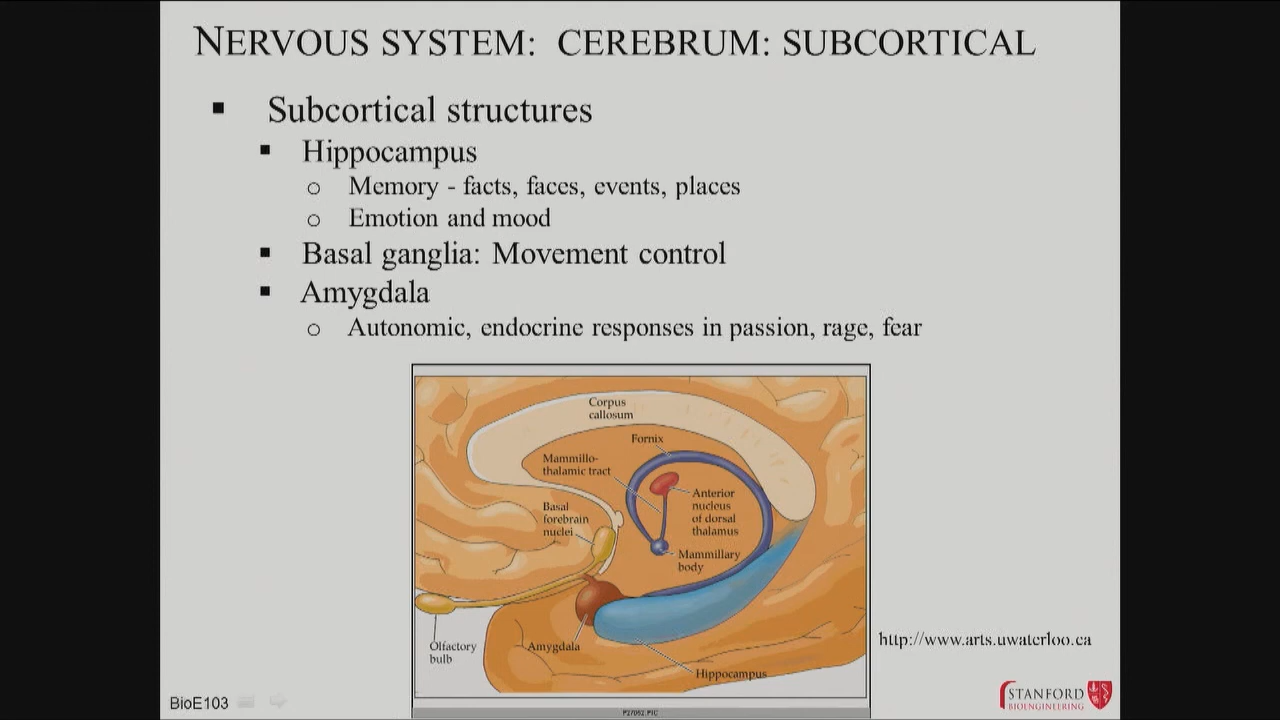 NERVOUS SYSTEM: CEREBRUM: SUBCORTICAL
Subcortical structures
Hippocampus
Memory - facts, faces, events, places
Emotion and mood
Basal ganglia: Movement control
Amygdala
Autonomic, endocrine responses in passion, rage, fear
Corpus
callosum
Fornix
Mammillo-
thalamic tract
Anterior
nucleus
of dorsal
thalamus
Basal
forebrain
nuclei
Mammillary
body
Olfactory
bulb
Amygdala
Hippocampus
http://www.arts.uwaterloo.ca
BioE103
STANFORD
BIOENGINEERING